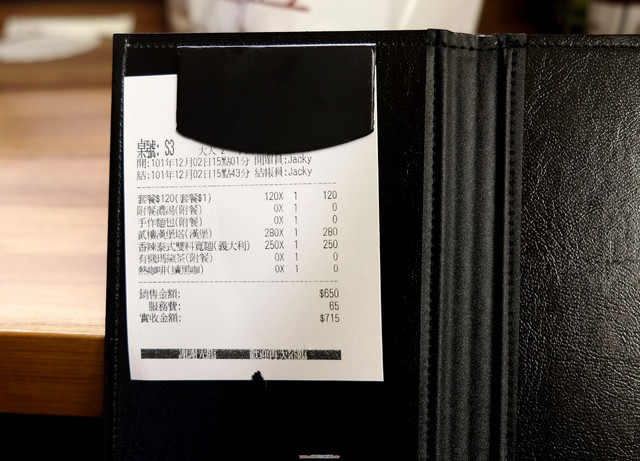 桌號: S3 大人
開:101年12月02日15點01分 開單員:Jacky
結:101年12月02日15點43分 結帳員:Jacky
套餐$120(套餐$1) 120X 1 120
附餐濃湯(附餐) 0X 1 0
手作麵包(附餐) 0X 1 0
貳樓漢堡塔(漢堡) 280X 1 280
香辣泰式雙料寬麵(義大利) 250X 1 250
有機瑪黛茶(附餐) 0X 1 0
熱咖啡(續黑咖) 0X 1 0
銷售金額: $650
服務費: 65
實收金額: $715
謝謝光臨 歡迎再次光臨